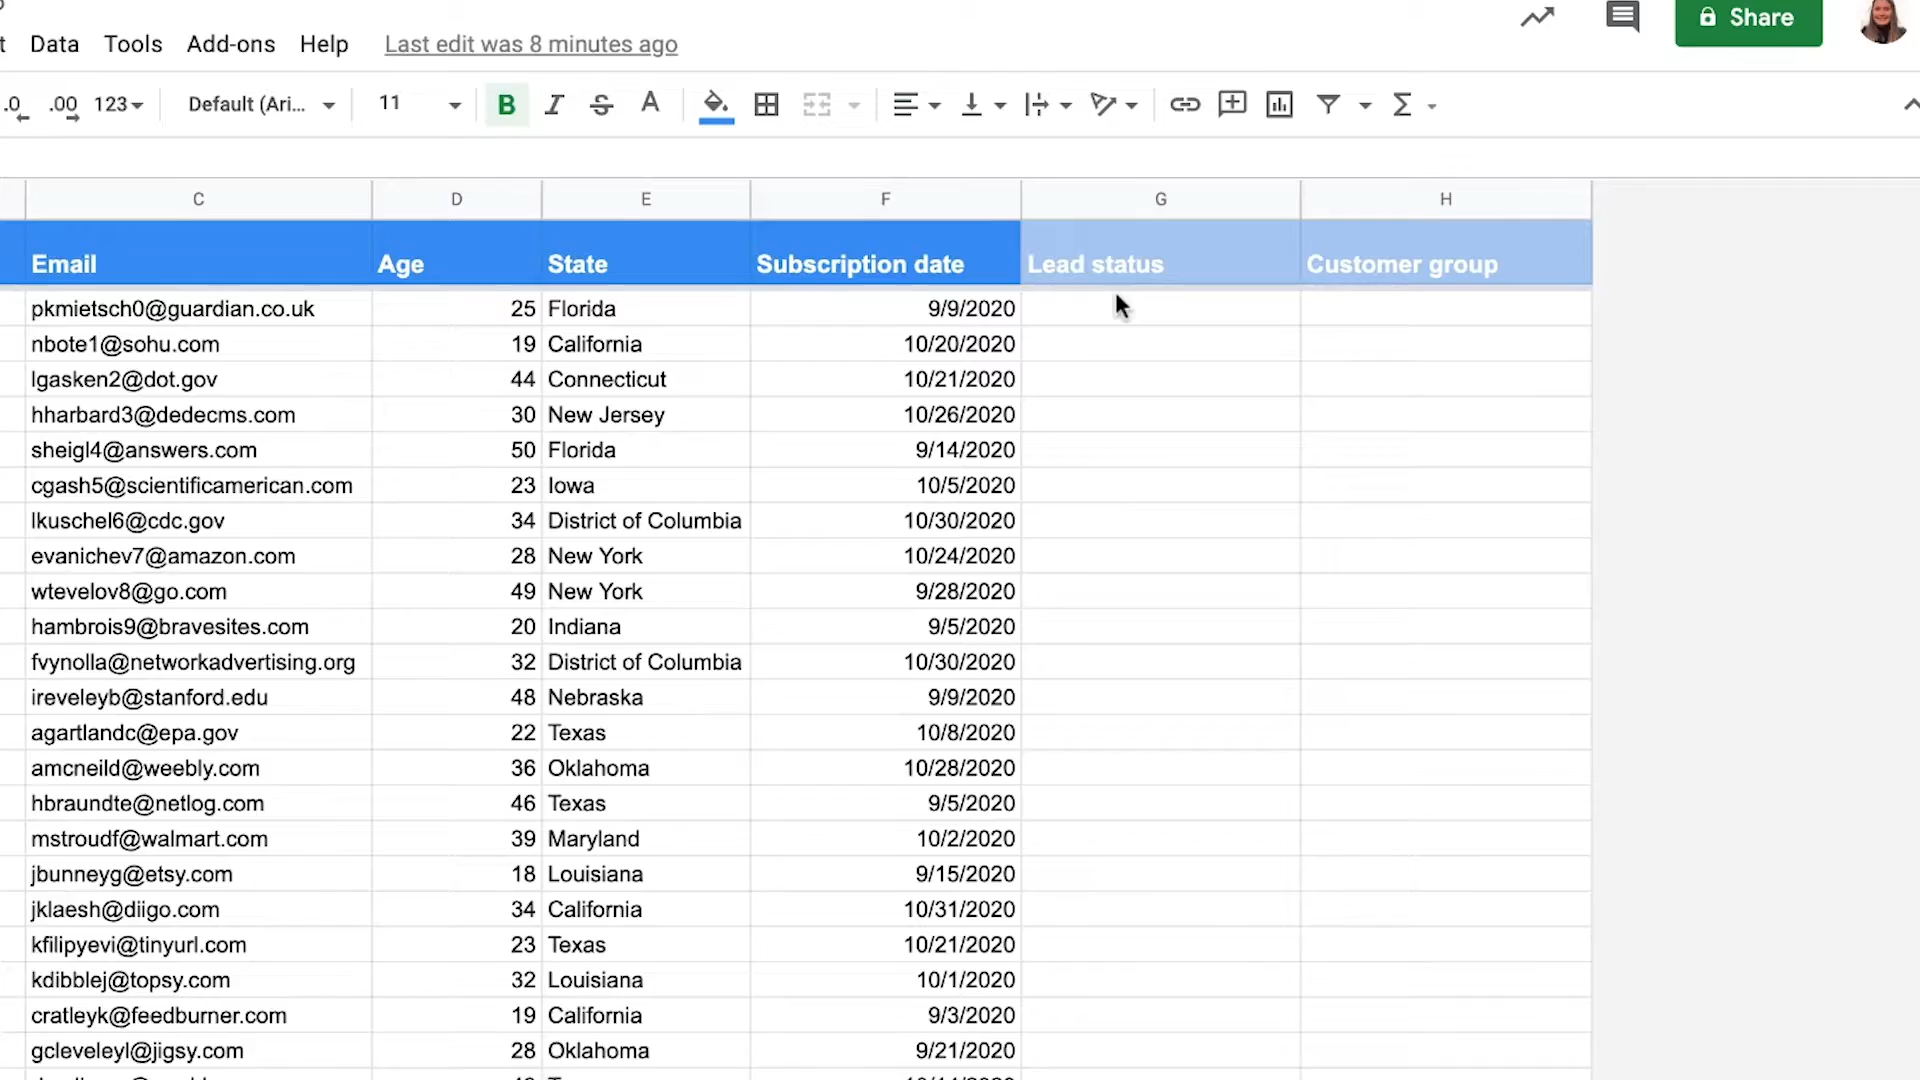 Share
t Data Tools Add-ons Help Last edit was 8 minutes ago
.0 .00 123 Default (Ari... 11 B I S A Σ
C D E F G H
Email Age State Subscription date Lead status Customer group
pkmietsch0@guardian.co.uk 25 Florida 9/9/2020
nbote1@sohu.com 19 California 10/20/2020
lgasken2@dot.gov 44 Connecticut 10/21/2020
hharbard3@dedecms.com 30 New Jersey 10/26/2020
sheigl4@answers.com 50 Florida 9/14/2020
cgash5@scientificamerican.com 23 Iowa 10/5/2020
lkuschel6@cdc.gov 34 District of Columbia 10/30/2020
evanichev7@amazon.com 28 New York 10/24/2020
wtevelov8@go.com 49 New York 9/28/2020
hambrois9@bravesites.com 20 Indiana 9/5/2020
fvynolla@networkadvertising.org 32 District of Columbia 10/30/2020
ireveleyb@stanford.edu 48 Nebraska 9/9/2020
agartlandc@epa.gov 22 Texas 10/8/2020
amcneild@weebly.com 36 Oklahoma 10/28/2020
hbraundte@netlog.com 46 Texas 9/5/2020
mstroudf@walmart.com 39 Maryland 10/2/2020
jbunneyg@etsy.com 18 Louisiana 9/15/2020
jklaesh@diigo.com 34 California 10/31/2020
kfilipyevi@tinyurl.com 23 Texas 10/21/2020
kdibblej@topsy.com 32 Louisiana 10/1/2020
cratleyk@feedburner.com 19 California 9/3/2020
gcleveleyl@jigsy.com 28 Oklahoma 9/21/2020